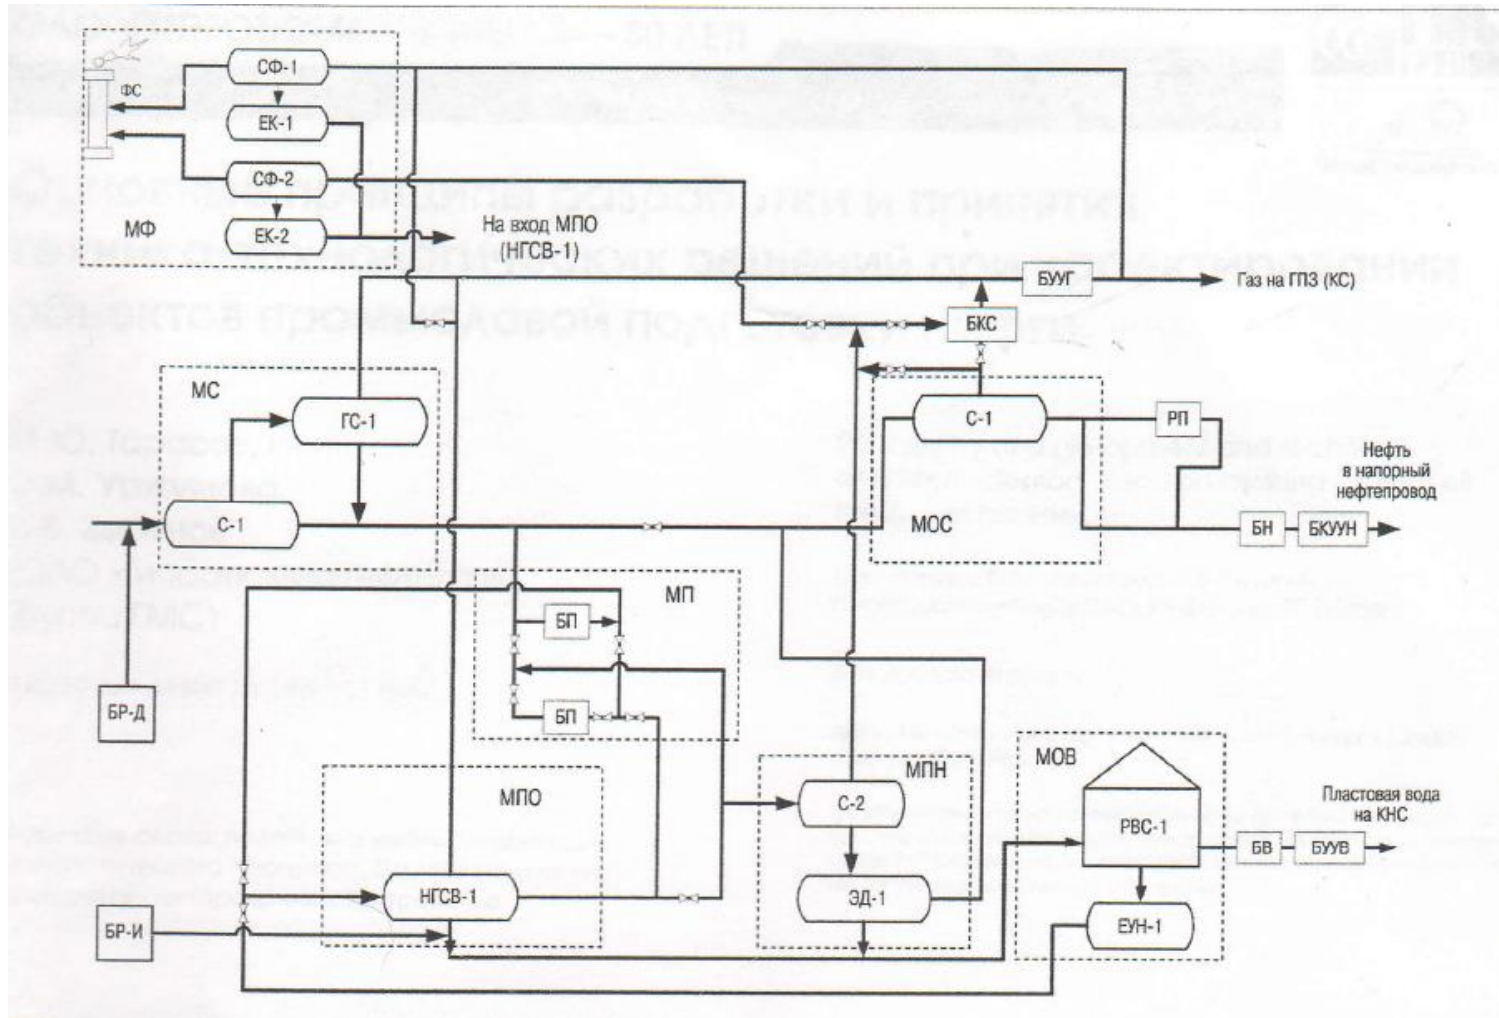 СФ-1
ФС
ЕК-1
СФ-2
ЕК-2
МФ
На вход МПО
(НГСВ-1)
БУУГ
Газ на ГПЗ (КС)
БКС
МС
ГС-1
С-1
С-1
РП
Нефть
в напорный
нефтепровод
МОС
БН
БКУУН
МП
БП
БП
БР-Д
МПО
НГСВ-1
БР-И
МПН
С-2
ЭД-1
МОВ
РВС-1
Пластовая вода
на КНС
БВ
БУУВ
ЕУН-1